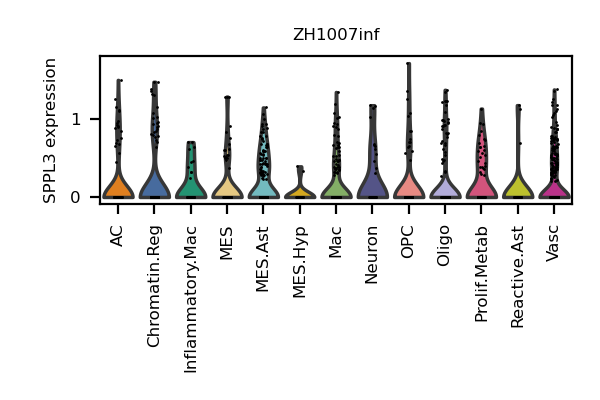 ZH1007inf
SPPL3 expression
1
0
AC
Chromatin.Reg
Inflammatory.Mac
MES
MES.Ast
MES.Hyp
Mac
Neuron
OPC
Oligo
Prolif.Metab
Reactive.Ast
Vasc